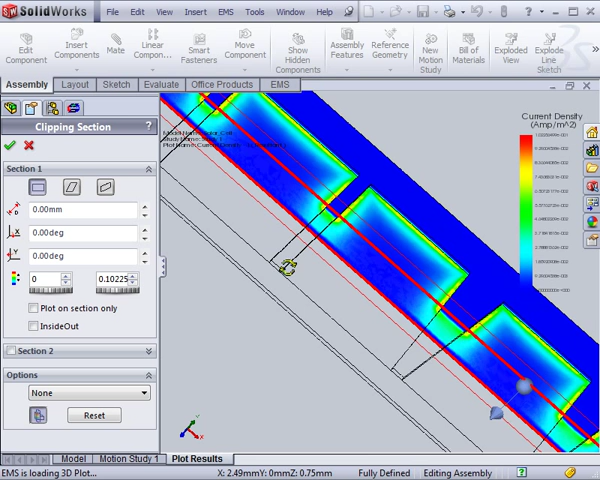 SolidWorks File Edit View Insert EMS Tools Window Help
Edit Component
Insert Components
Mate
Linear Compon...
Smart Fasteners
Move Component
Show Hidden Components
Assembly Features
Reference Geometry
New Motion Study
Bill of Materials
Exploded View
Explode Line Sketch
Assembly Layout Sketch Evaluate Office Products EMS
Clipping Section ?
Section 1
0.00mm
0.00deg
0.00deg
0 0.10225
Plot on section only
InsideOut
Section 2
Options
None
Reset
Current Density
(Amp/m^2)
Model Motion Study 1 Plot Results
EMS is loading 3D Plot... X: 2.49mmY: 0mmZ: 0.75mm Fully Defined Editing Assembly